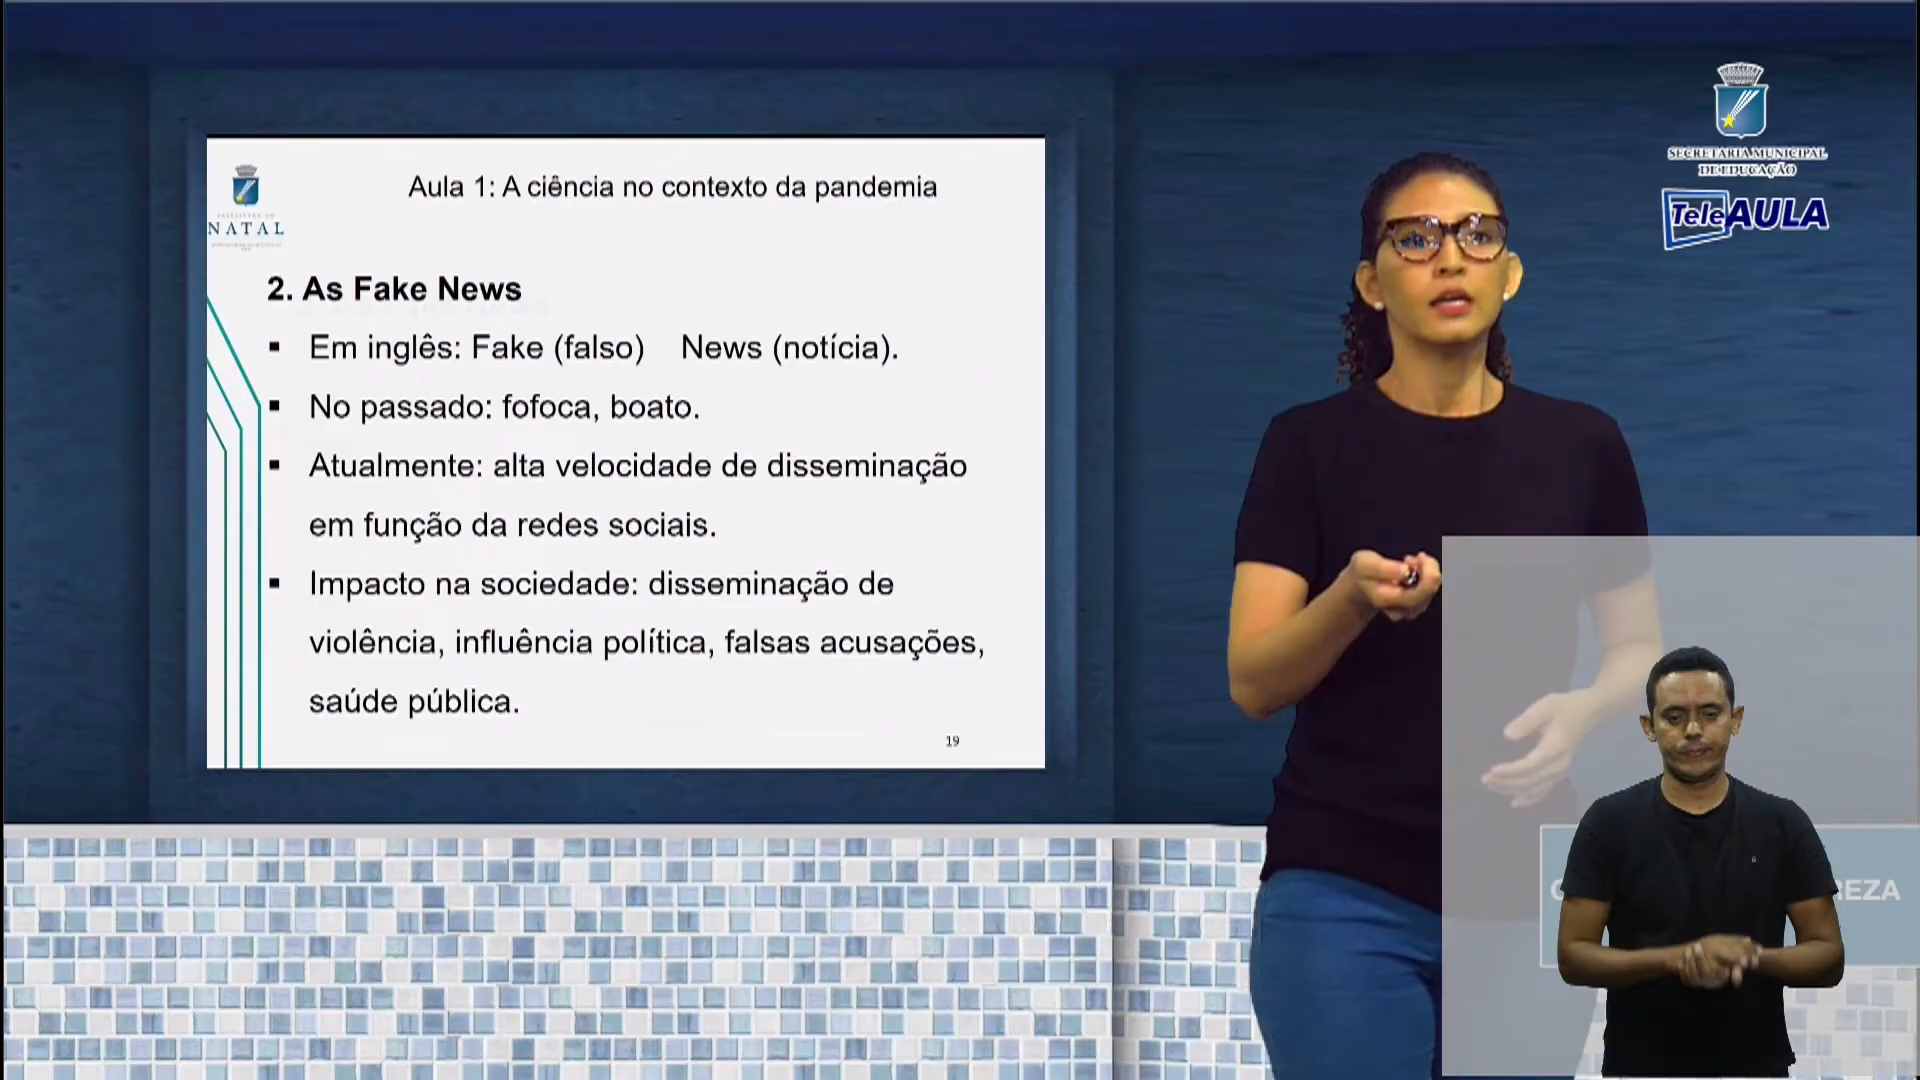 Aula 1: A ciência no contexto da pandemia
NATAL
2. As Fake News
▪ Em inglês: Fake (falso) News (notícia).
▪ No passado: fofoca, boato.
▪ Atualmente: alta velocidade de disseminação
em função da redes sociais.
▪ Impacto na sociedade: disseminação de
violência, influência política, falsas acusações,
saúde pública.
19
SECRETARIA MUNICIPAL
DE EDUCAÇÃO
TeleAULA